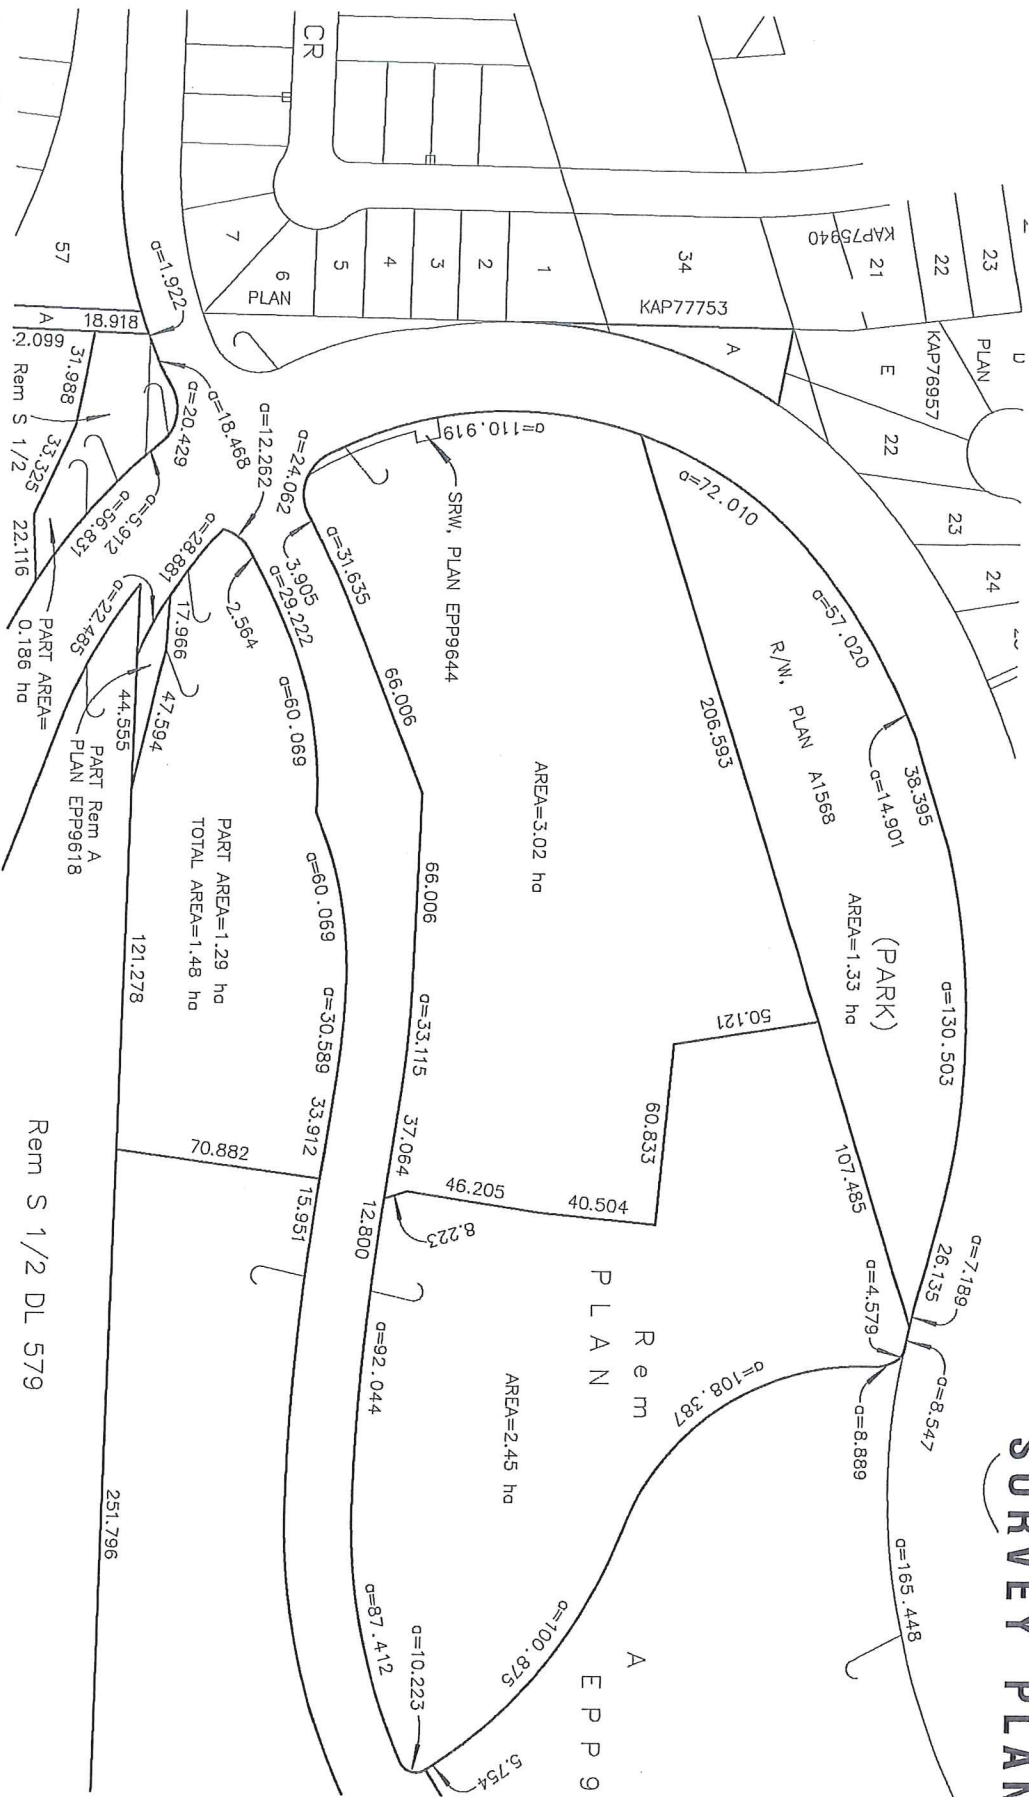 SURVEY PLAN
CR
23
22
21
KAP75940
PLAN
KAP76957
D
E
22
23
24
34
KAP77753
A
1
2
3
4
5
6
PLAN
7
57
A
18.918
2.099
a=1.922
31.988
33.325
22.116
Rem S 1/2
a=20.429
a=18.468
a=12.262
a=24.062
a=5.912
a=56.831
PART AREA=
0.186 ha
a=28.881
a=22.485
17.966
2.564
47.594
44.555
PART Rem A
PLAN EPP9618
3.905
a=29.222
a=31.635
a=110.919
SRW, PLAN EPP9644
a=72.010
a=57.020
a=14.901
38.395
R/W, PLAN A1568
206.593
(PARK)
AREA=1.33 ha
a=130.503
AREA=3.02 ha
66.006
66.006
a=60.069
a=60.069
PART AREA=1.29 ha
TOTAL AREA=1.48 ha
121.278
a=30.589
33.912
a=33.115
37.064
50.121
60.833
107.485
70.882
15.951
12.800
8.223
46.205
40.504
26.135
a=7.189
a=4.579
a=8.547
a=8.889
a=108.387
Rem
PLAN
AREA=2.45 ha
a=92.044
Rem S 1/2 DL 579
251.796
a=165.448
a=100.875
a=87.412
a=10.223
5.754
A
EPP9